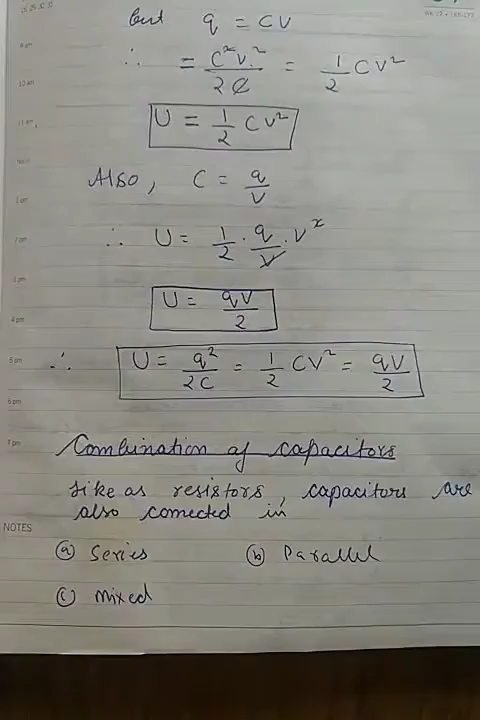 but q = CV
∴ = C²V²/2C = 1/2 CV²
U = 1/2 CV²
Also, C = q/V
∴ U = 1/2 · q/V · V²
U = qV/2
∴ U = q²/2C = 1/2 CV² = qV/2
Combination of capacitors
like as resistors, capacitors are
also connected in
NOTES
(a) Series (b) Parallel
(c) Mixed
9 am
10 am
11 am
1 pm
2 pm
3 pm
4 pm
5 pm
6 pm
7 pm